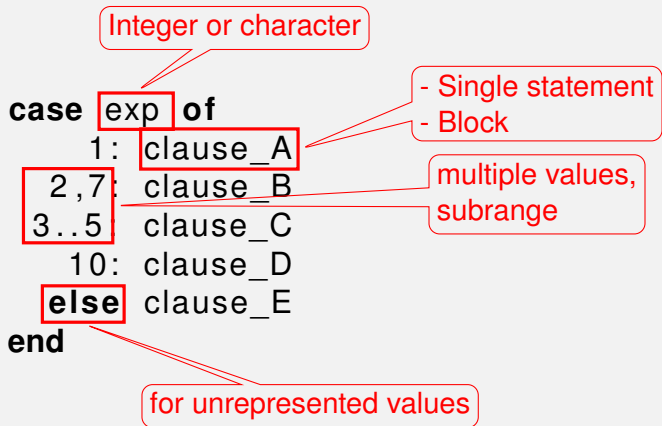 Integer or character
case exp of
- Single statement
- Block
1: clause_A
2,7: clause_B
multiple values,
subrange
3..5: clause_C
10: clause_D
else clause_E
end
for unrepresented values